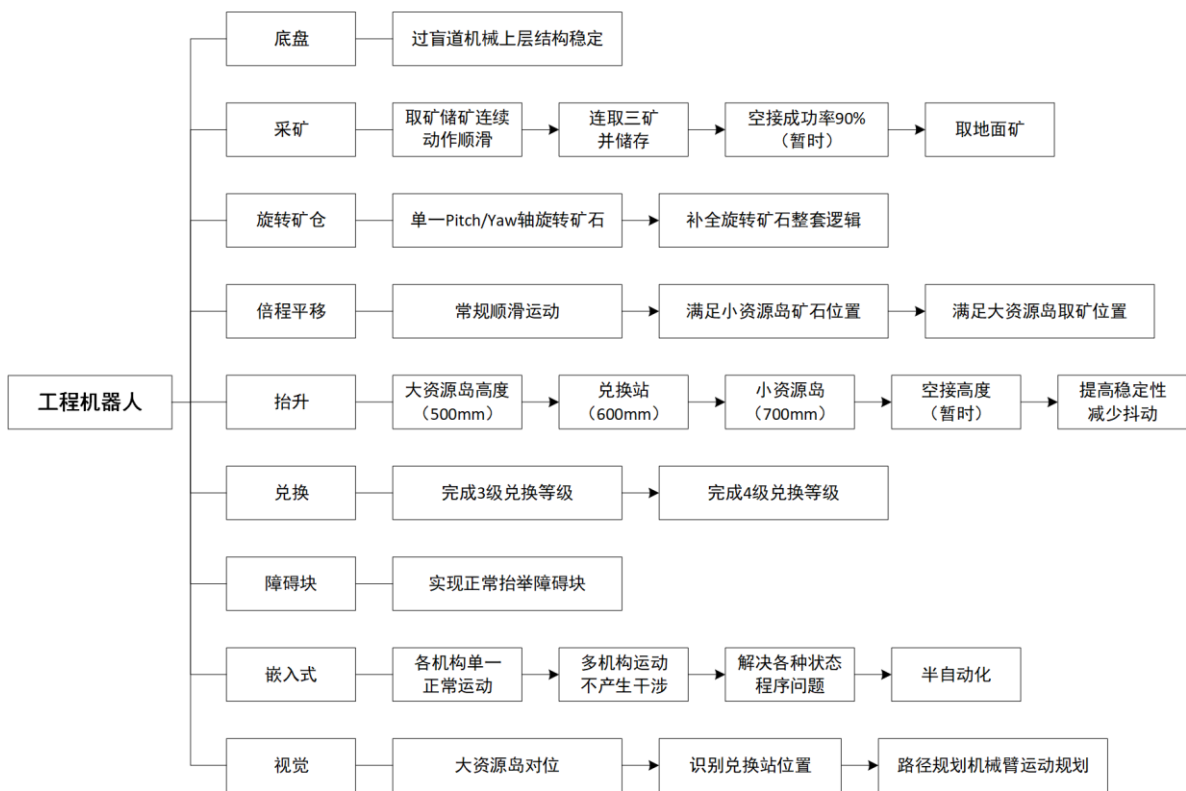 底盘
过盲道机械上层结构稳定
采矿
取矿储矿连续
动作顺滑
连取三矿
并储存
空接成功率90%
（暂时）
取地面矿
旋转矿仓
单一Pitch/Yaw轴旋转矿石
补全旋转矿石整套逻辑
倍程平移
常规顺滑运动
满足小资源岛矿石位置
满足大资源岛取矿位置
工程机器人
抬升
大资源岛高度
（500mm）
兑换站
（600mm）
小资源岛
（700mm）
空接高度
（暂时）
提高稳定性
减少抖动
兑换
完成3级兑换等级
完成4级兑换等级
障碍块
实现正常抬举障碍块
嵌入式
各机构单一
正常运动
多机构运动
不产生干涉
解决各种状态
程序问题
半自动化
视觉
大资源岛对位
识别兑换站位置
路径规划机械臂运动规划